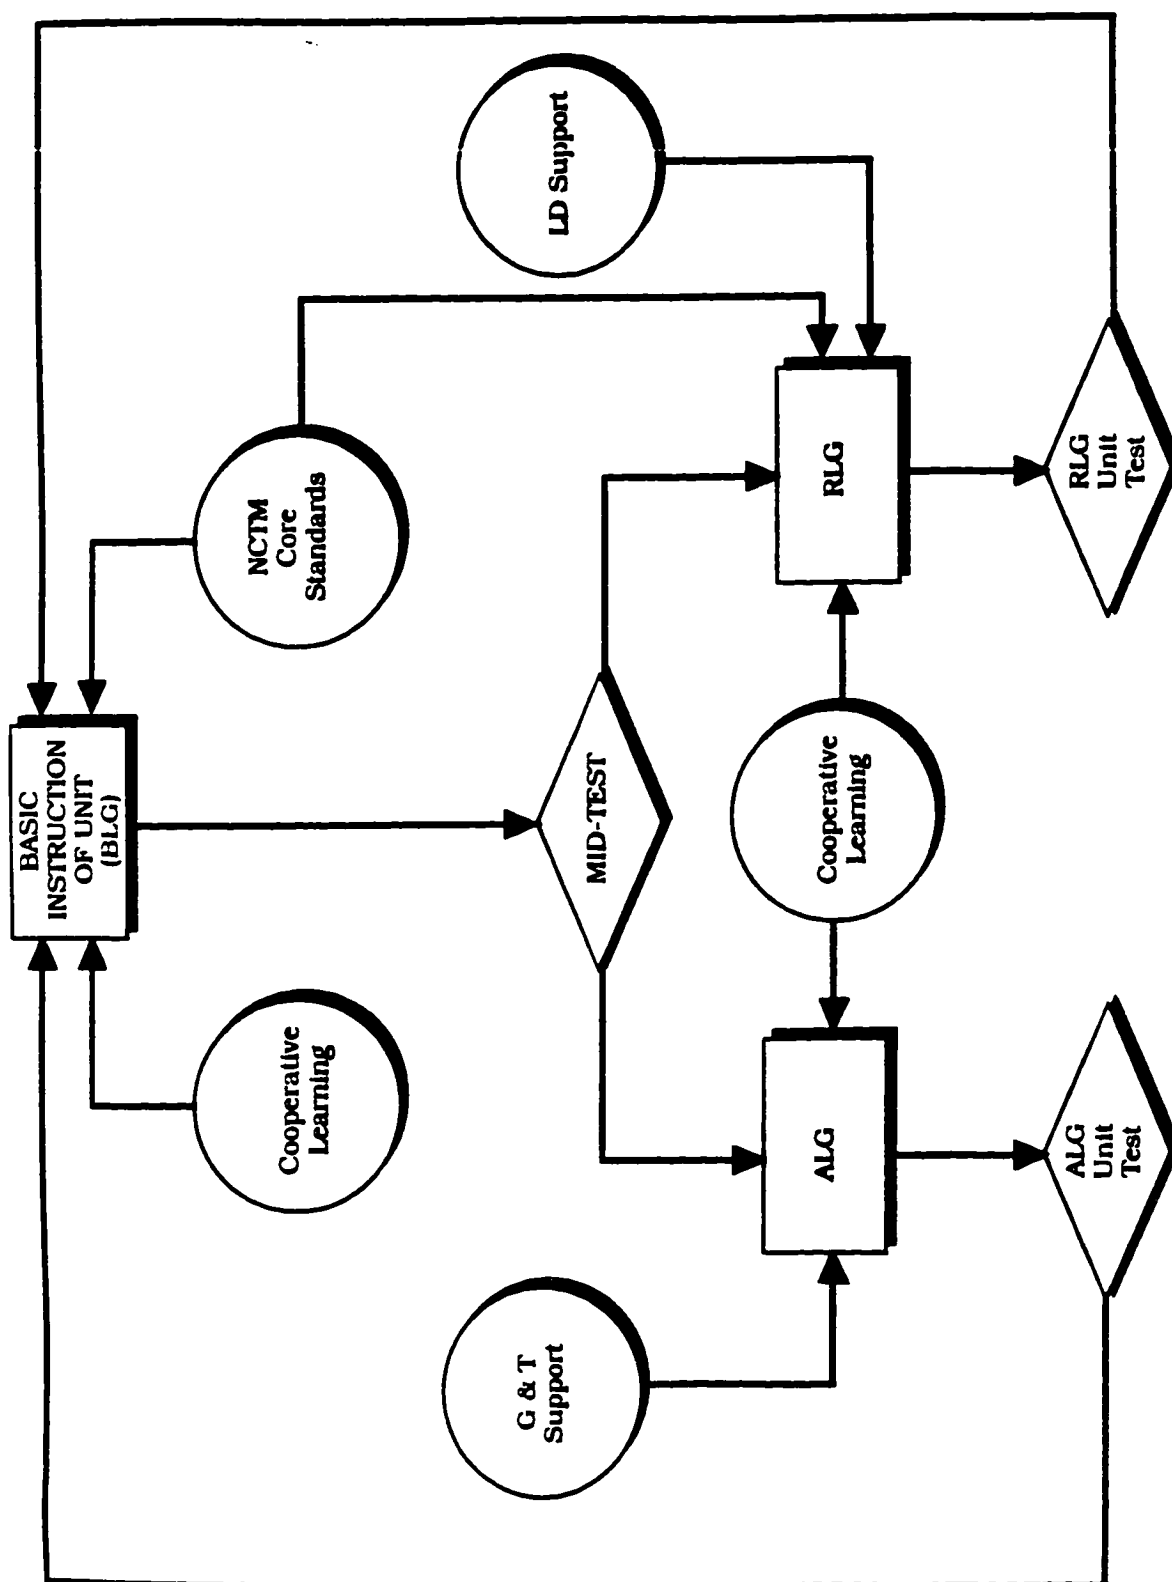 BASIC
INSTRUCTION
OF UNIT
(BLG)
Cooperative
Learning
NCTM
Core
Standards
G & T
Support
MID-TEST
LD Support
ALG
Cooperative
Learning
RLG
ALG
Unit
Test
RLG
Unit
Test